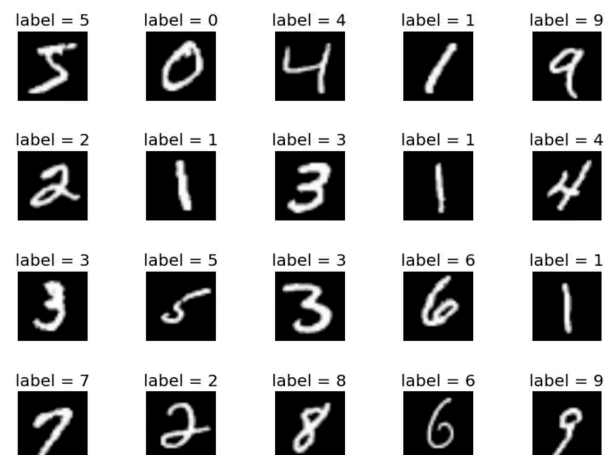 label = 5 label = 0 label = 4 label = 1 label = 9
5 0 4 1 9
label = 2 label = 1 label = 3 label = 1 label = 4
2 1 3 1 4
label = 3 label = 5 label = 3 label = 6 label = 1
3 5 3 6 1
label = 7 label = 2 label = 8 label = 6 label = 9
7 2 8 6 9